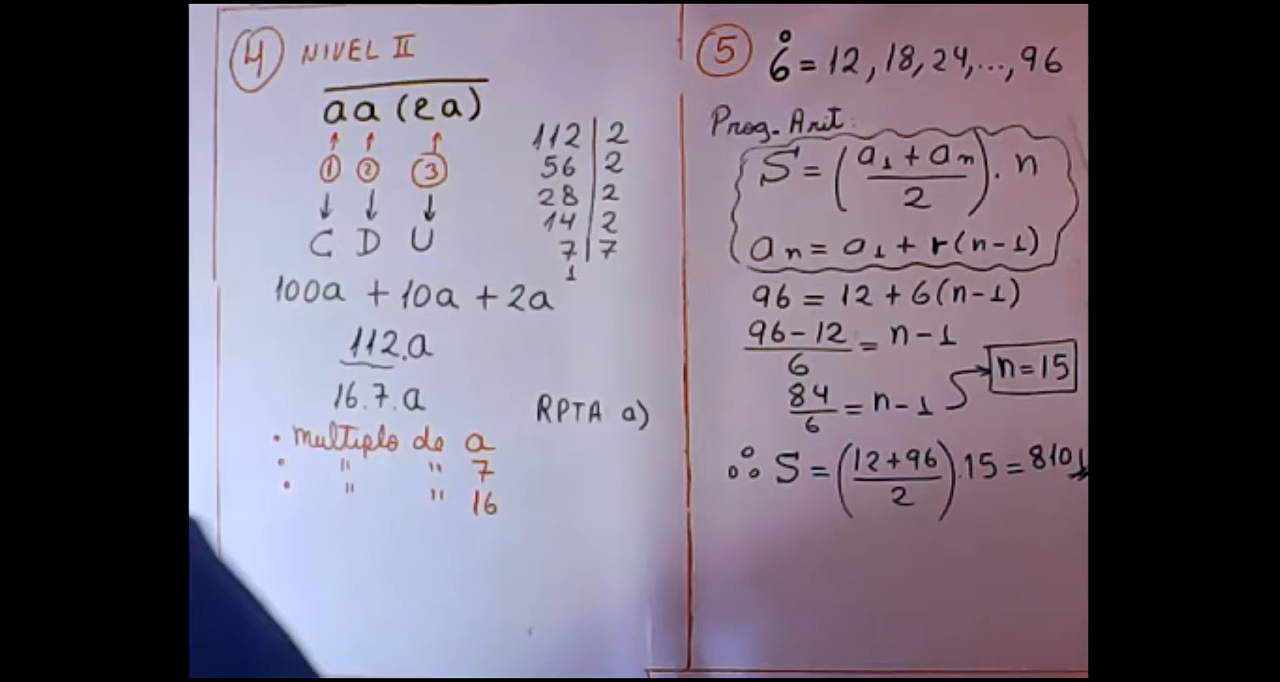 4 NIVEL II
aa(2a)
1 2 3
C D U
112 | 2
56 | 2
28 | 2
14 | 2
7 | 7
1
100a + 10a + 2a
112.a
16.7.a
RPTA a)
• multiplo de a
• " " 7
• " " 16
5 6̊ = 12, 18, 24, ..., 96
Prog. Arit:
S = (a₁ + aₙ / 2) . n
aₙ = a₁ + r(n-1)
96 = 12 + 6(n-1)
96-12 / 6 = n-1
n = 15
84 / 6 = n-1
∴ S = (12+96 / 2) . 15 = 810